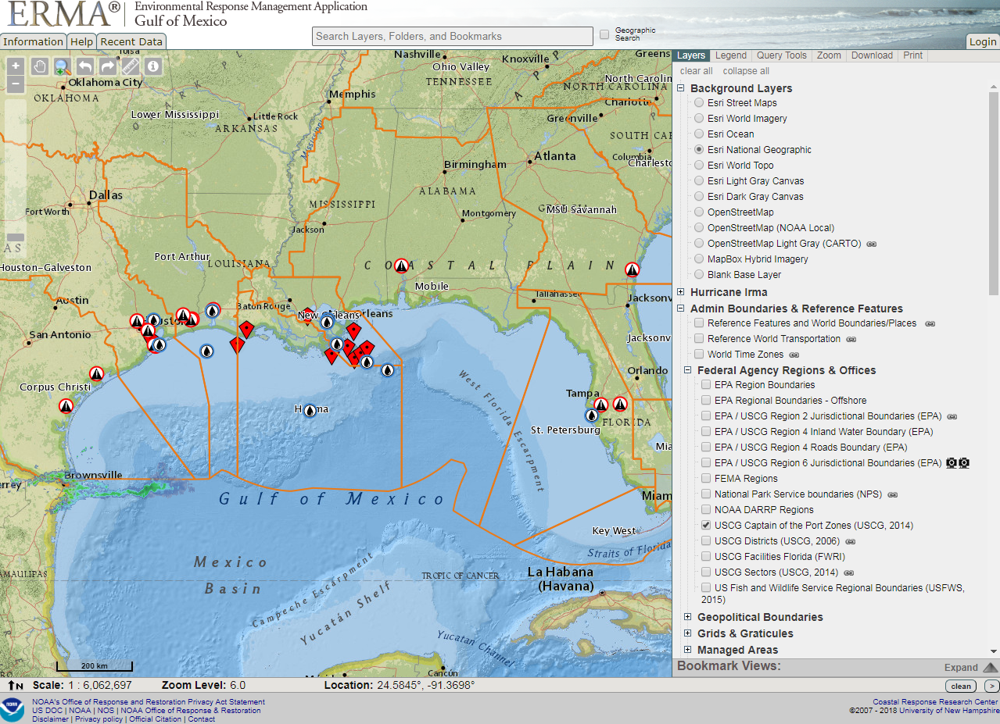 ERMA®
Environmental Response Management Application
Gulf of Mexico
Search Layers, Folders, and Bookmarks
Geographic
Search
Information
Help
Recent Data
Login
Layers
Legend
Query Tools
Zoom
Download
Print
clear all
collapse all
Background Layers
Esri Street Maps
Esri World Imagery
Esri Ocean
Esri National Geographic
Esri World Topo
Esri Light Gray Canvas
Esri Dark Gray Canvas
OpenStreetMap
OpenStreetMap (NOAA Local)
OpenStreetMap Light Gray (CARTO)
MapBox Hybrid Imagery
Blank Base Layer
Hurricane Irma
Admin Boundaries & Reference Features
Reference Features and World Boundaries/Places
Reference World Transportation
World Time Zones
Federal Agency Regions & Offices
EPA Region Boundaries
EPA Regional Boundaries - Offshore
EPA / USCG Region 2 Jurisdictional Boundaries (EPA)
EPA / USCG Region 4 Inland Water Boundary (EPA)
EPA / USCG Region 4 Roads Boundary (EPA)
EPA / USCG Region 6 Jurisdictional Boundaries (EPA)
FEMA Regions
National Park Service boundaries (NPS)
NOAA DARRP Regions
USCG Captain of the Port Zones (USCG, 2014)
USCG Districts (USCG, 2006)
USCG Facilities Florida (FWRI)
USCG Sectors (USCG, 2014)
US Fish and Wildlife Service Regional Boundaries (USFWS,
2015)
Geopolitical Boundaries
Grids & Graticules
Managed Areas
Bookmark Views:
Expand
clean
>
Nashville
Knoxville
Greens
Ohio Valley
TENNESSEE
North Carolin
NORTH CAROLINA
Oklahoma City
OKLAHOMA
Memphis
Charlotte
Lower Mississippi
Little Rock
ARKANSAS
Greenville
SOUTH CAR
Mississippi
Atlanta
Columbia
Charlest
Birmingham
ALABAMA
Dallas
Fort Worth
MISSISSIPPI
Montgomery
MSU Savannah
Jackson
AS
Port Arthur
LOUISIANA
COASTAL PLAIN
Houston-Galveston
Mobile
Austin
Baton Rouge
Tallahassee
Jacksonv
New Orleans
San Antonio
Jacksonv
Orlando
Corpus Christi
West Florida Escarpment
Tampa
FLORIDA
St. Petersburg
Mia
Brownsville
Gulf of Mexico
Miam
Key West
Straits of Florida
Mexico
Basin
La Habana
(Havana)
TROPIC OF CANCER
Campeche Escarpment
Yucatán Shelf
Yucatan Channel
Cancún
200 km
N
Scale: 1 : 6,062,697
Zoom Level: 6.0
Location: 24.5845°, -91.3698°
NOAA
NOAA's Office of Response and Restoration Privacy Act Statement
US DOC | NOAA | NOS | NOAA Office of Response & Restoration
Disclaimer | Privacy policy | Official Citation | Contact
Coastal Response Research Center
©2007 - 2018 University of New Hampshire